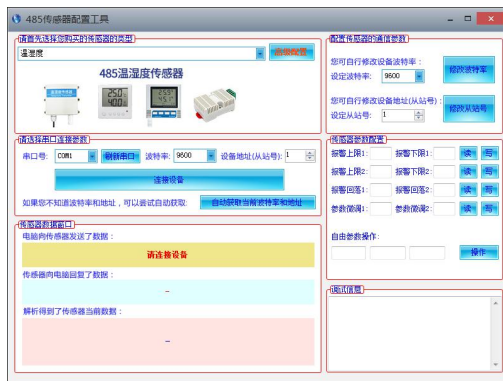 485传感器配置工具
请首先选择您购买的传感器的类型
温湿度
高级配置
485温湿度传感器
请选择串口连接参数
串口号: COM1 刷新串口 波特率: 9600 设备地址(从站号): 1
连接设备
如果您不知道波特率和地址，可以尝试自动获取: 自动获取当前波特率和地址
传感器数据窗口
电脑向传感器发送了数据：
请连接设备
传感器向电脑回复了数据：
–
解析得到了传感器当前数据：
–
配置传感器的通信参数
您可自行修改设备波特率:
设定波特率: 9600
修改波特率
您可自行修改设备地址(从站号):
设定从站号: 1
修改从站号
传感器参数配置
报警上限1: 报警下限1: 读 写
报警上限2: 报警下限2: 读 写
报警回落1: 报警回落2: 读 写
参数微调1: 参数微调2: 读 写
自由参数操作:
操作
调试信息